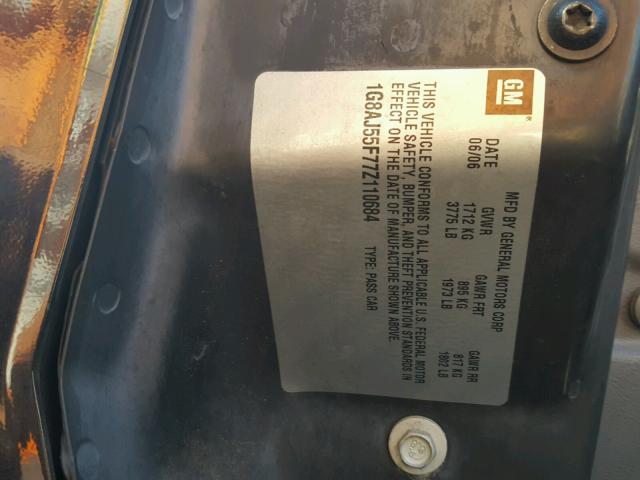 GM
MFD BY GENERAL MOTORS CORP
DATE GVWR GAWR FRT GAWR RR
06/06 1712 KG 895 KG 817 KG
3775 LB 1973 LB 1802 LB
THIS VEHICLE CONFORMS TO ALL APPLICABLE U.S. FEDERAL MOTOR
VEHICLE SAFETY, BUMPER, AND THEFT PREVENTION STANDARDS IN
EFFECT ON THE DATE OF MANUFACTURE SHOWN ABOVE.
1G8AJ55F77Z110684 TYPE: PASS CAR